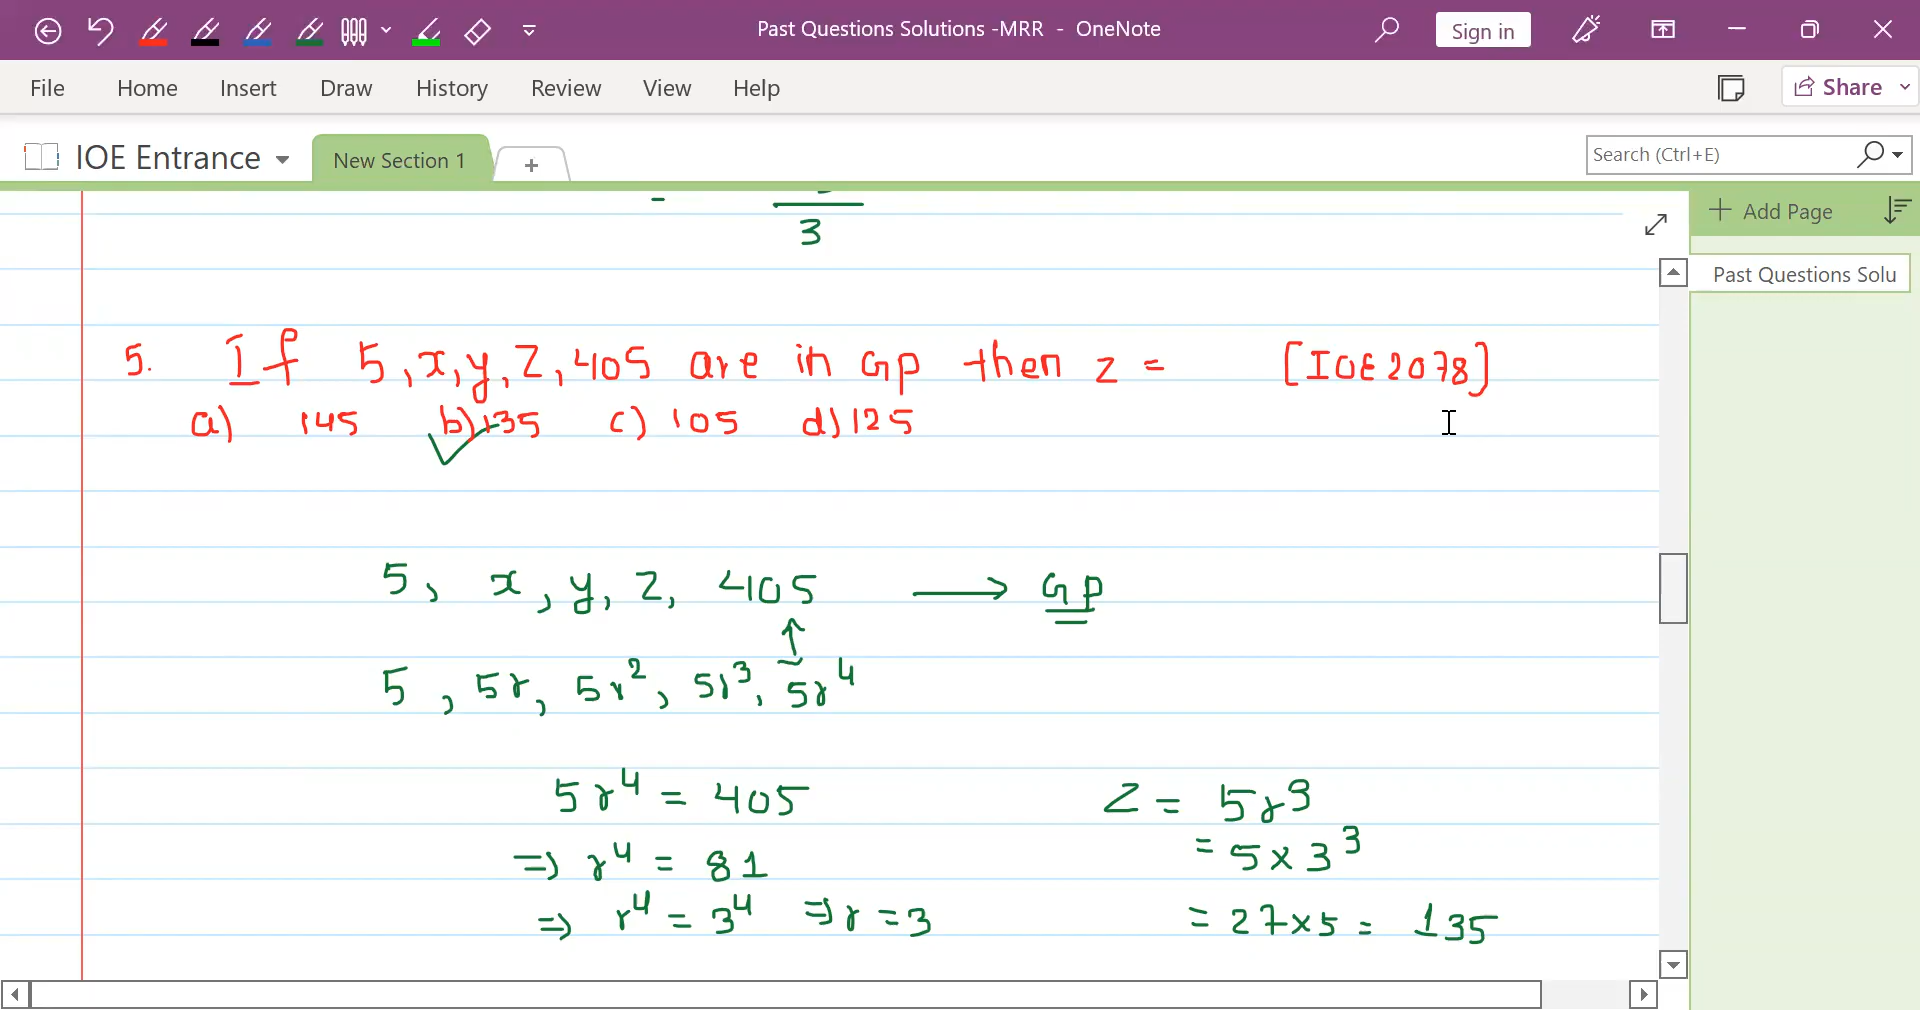 Past Questions Solutions -MRR - OneNote
Sign in
File Home Insert Draw History Review View Help
Share
IOE Entrance
New Section 1
+
Search (Ctrl+E)
+ Add Page
Past Questions Solu
=
3
5. If 5, x, y, z, 405 are in GP then z = [IOE 2078]
a) 145 b) 135 c) 105 d) 125
5, x, y, z, 405 → GP
5, 5r, 5r², 5r³, 5r⁴
5r⁴ = 405
⇒ r⁴ = 81
⇒ r⁴ = 3⁴ ⇒ r = 3
z = 5r³
= 5 × 3³
= 27 × 5 = 135